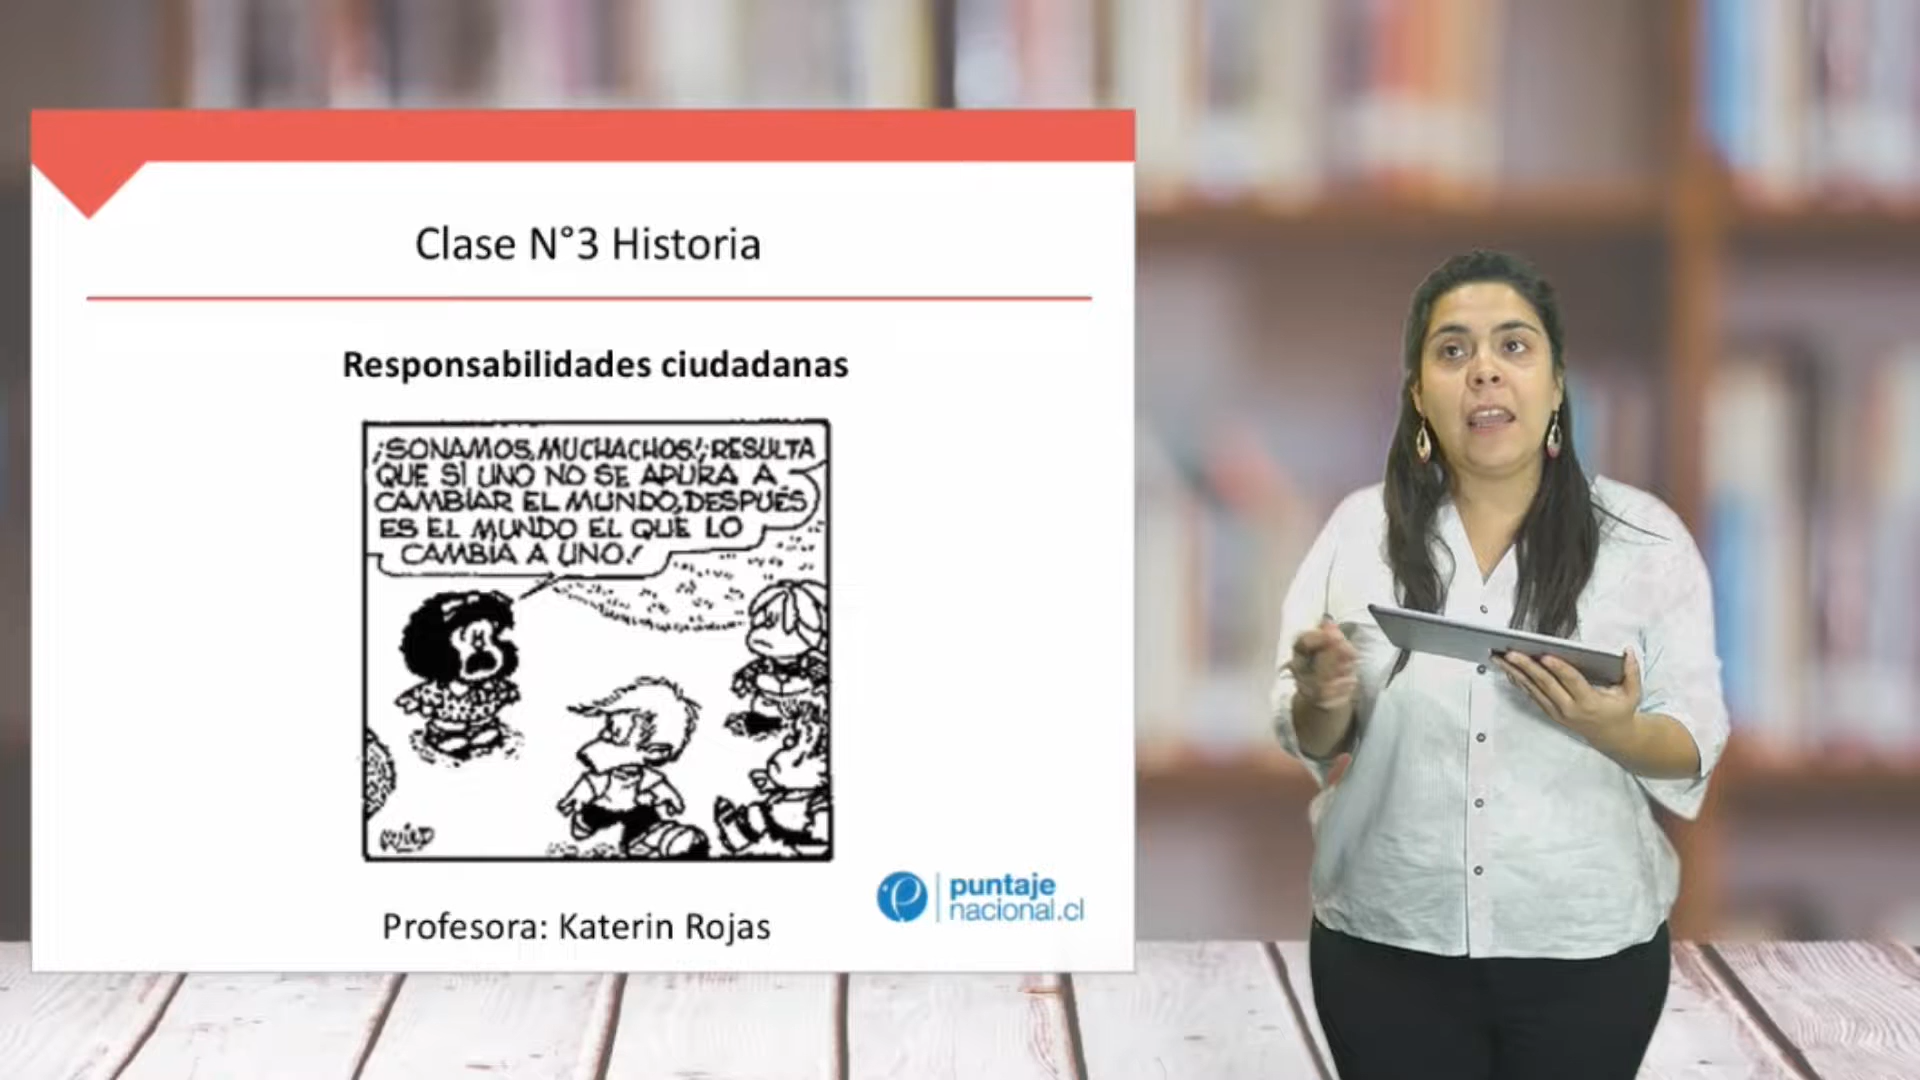 Clase N°3 Historia
Responsabilidades ciudadanas
¡SONAMOS, MUCHACHOS!¡RESULTA
QUE SI UNO NO SE APURA A
CAMBIAR EL MUNDO, DESPUÉS
ES EL MUNDO EL QUE LO
CAMBIA A UNO!
QUINO
Profesora: Katerin Rojas
puntaje
nacional.cl